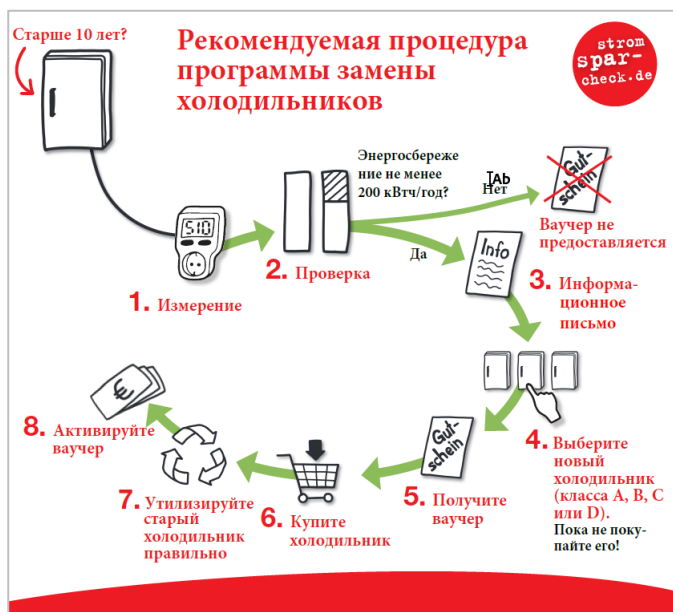 Старше 10 лет?
Рекомендуемая процедура
программы замены
холодильников
strom
spar-
check.de
510
1. Измерение
2. Проверка
Энергосбереже
ние не менее
200 кВтч/год?
TAb
Нет
Да
Gut-
schein
Ваучер не
предоставляется
Info
3. Информа-
ционное
письмо
4. Выберите
новый
холодильник
(класса А, В, С
или D).
Пока не поку-
пайте его!
Gut-
schein
5. Получите
ваучер
6. Купите
холодильник
7. Утилизируйте
старый
холодильник
правильно
€
8. Активируйте
ваучер